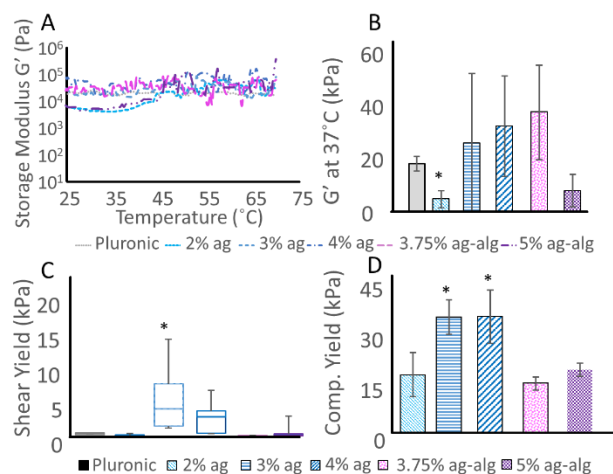 A
Storage Modulus G’ (Pa)
10⁶
10⁵
10⁴
10³
10²
10¹
25 35 45 55 65 75
Temperature (˚C)
B
G’ at 37˚C (kPa)
60
40
20
0
*
Pluronic 2% ag 3% ag 4% ag 3.75% ag-alg 5% ag-alg
C
Shear Yield (kPa)
20
15
10
5
0
*
D
Comp. Yield (kPa)
45
30
15
0
* *
Pluronic 2% ag 3% ag 4% ag 3.75% ag-alg 5% ag-alg